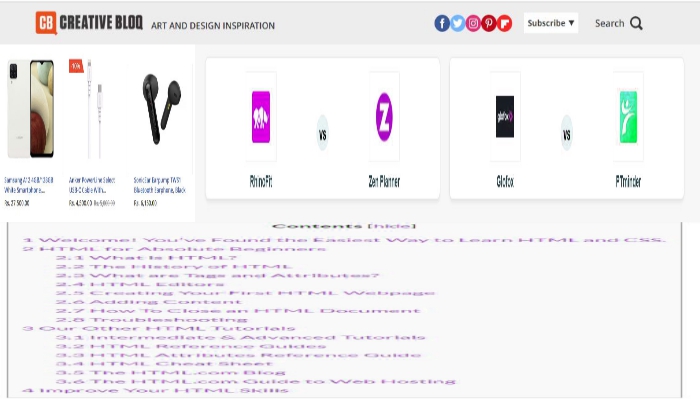 CB CREATIVE BLOQ ART AND DESIGN INSPIRATION
Subscribe ▼ Search
-10%
Samsung A12 4GB/128GB
White Smartphone...
Rs. 27,500.00
Anker PowerLine Select
USB-C Cable With...
Rs. 4,500.00 Rs. 5,000.00
SonicEar Earpump TWS1
Bluetooth Earphone, Black
Rs. 6,150.00
vs
RhinoFit
Z
Zen Planner
glofox
vs
Glofox
PTminder
Contents [hide]
1 Welcome! You've Found the Easiest Way to Learn HTML and CSS.
2 HTML for Absolute Beginners
2.1 What Is HTML?
2.2 The History of HTML
2.3 What are Tags and Attributes?
2.4 HTML Editors
2.5 Creating Your First HTML Webpage
2.6 Adding Content
2.7 How To Close an HTML Document
2.8 Troubleshooting
3 Our Other HTML Tutorials
3.1 Intermediate & Advanced Tutorials
3.2 HTML Reference Guides
3.3 HTML Attributes Reference Guide
3.4 HTML Cheat Sheet
3.5 The HTML.com Blog
3.6 The HTML.com Guide to Web Hosting
4 Improve Your HTML Skills